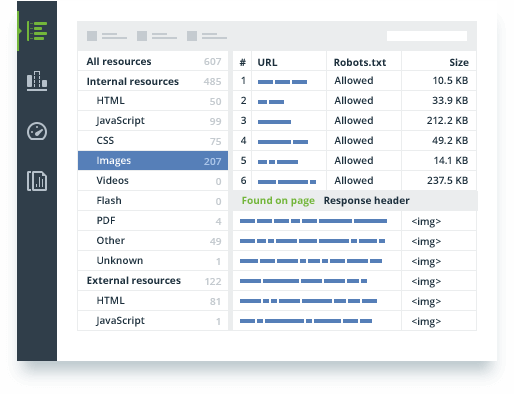 All resources 607
Internal resources 485
HTML 50
JavaScript 99
CSS 75
Images 207
Videos 0
Flash 0
PDF 4
Other 49
Unknown 1
External resources 122
HTML 81
JavaScript 1
# URL Robots.txt Size
1 Allowed 10.5 KB
2 Allowed 33.9 KB
3 Allowed 212.2 KB
4 Allowed 49.2 KB
5 Allowed 14.1 KB
6 Allowed 237.5 KB
Found on page Response header
<img>
<img>
<img>
<img>
<img>
<img>